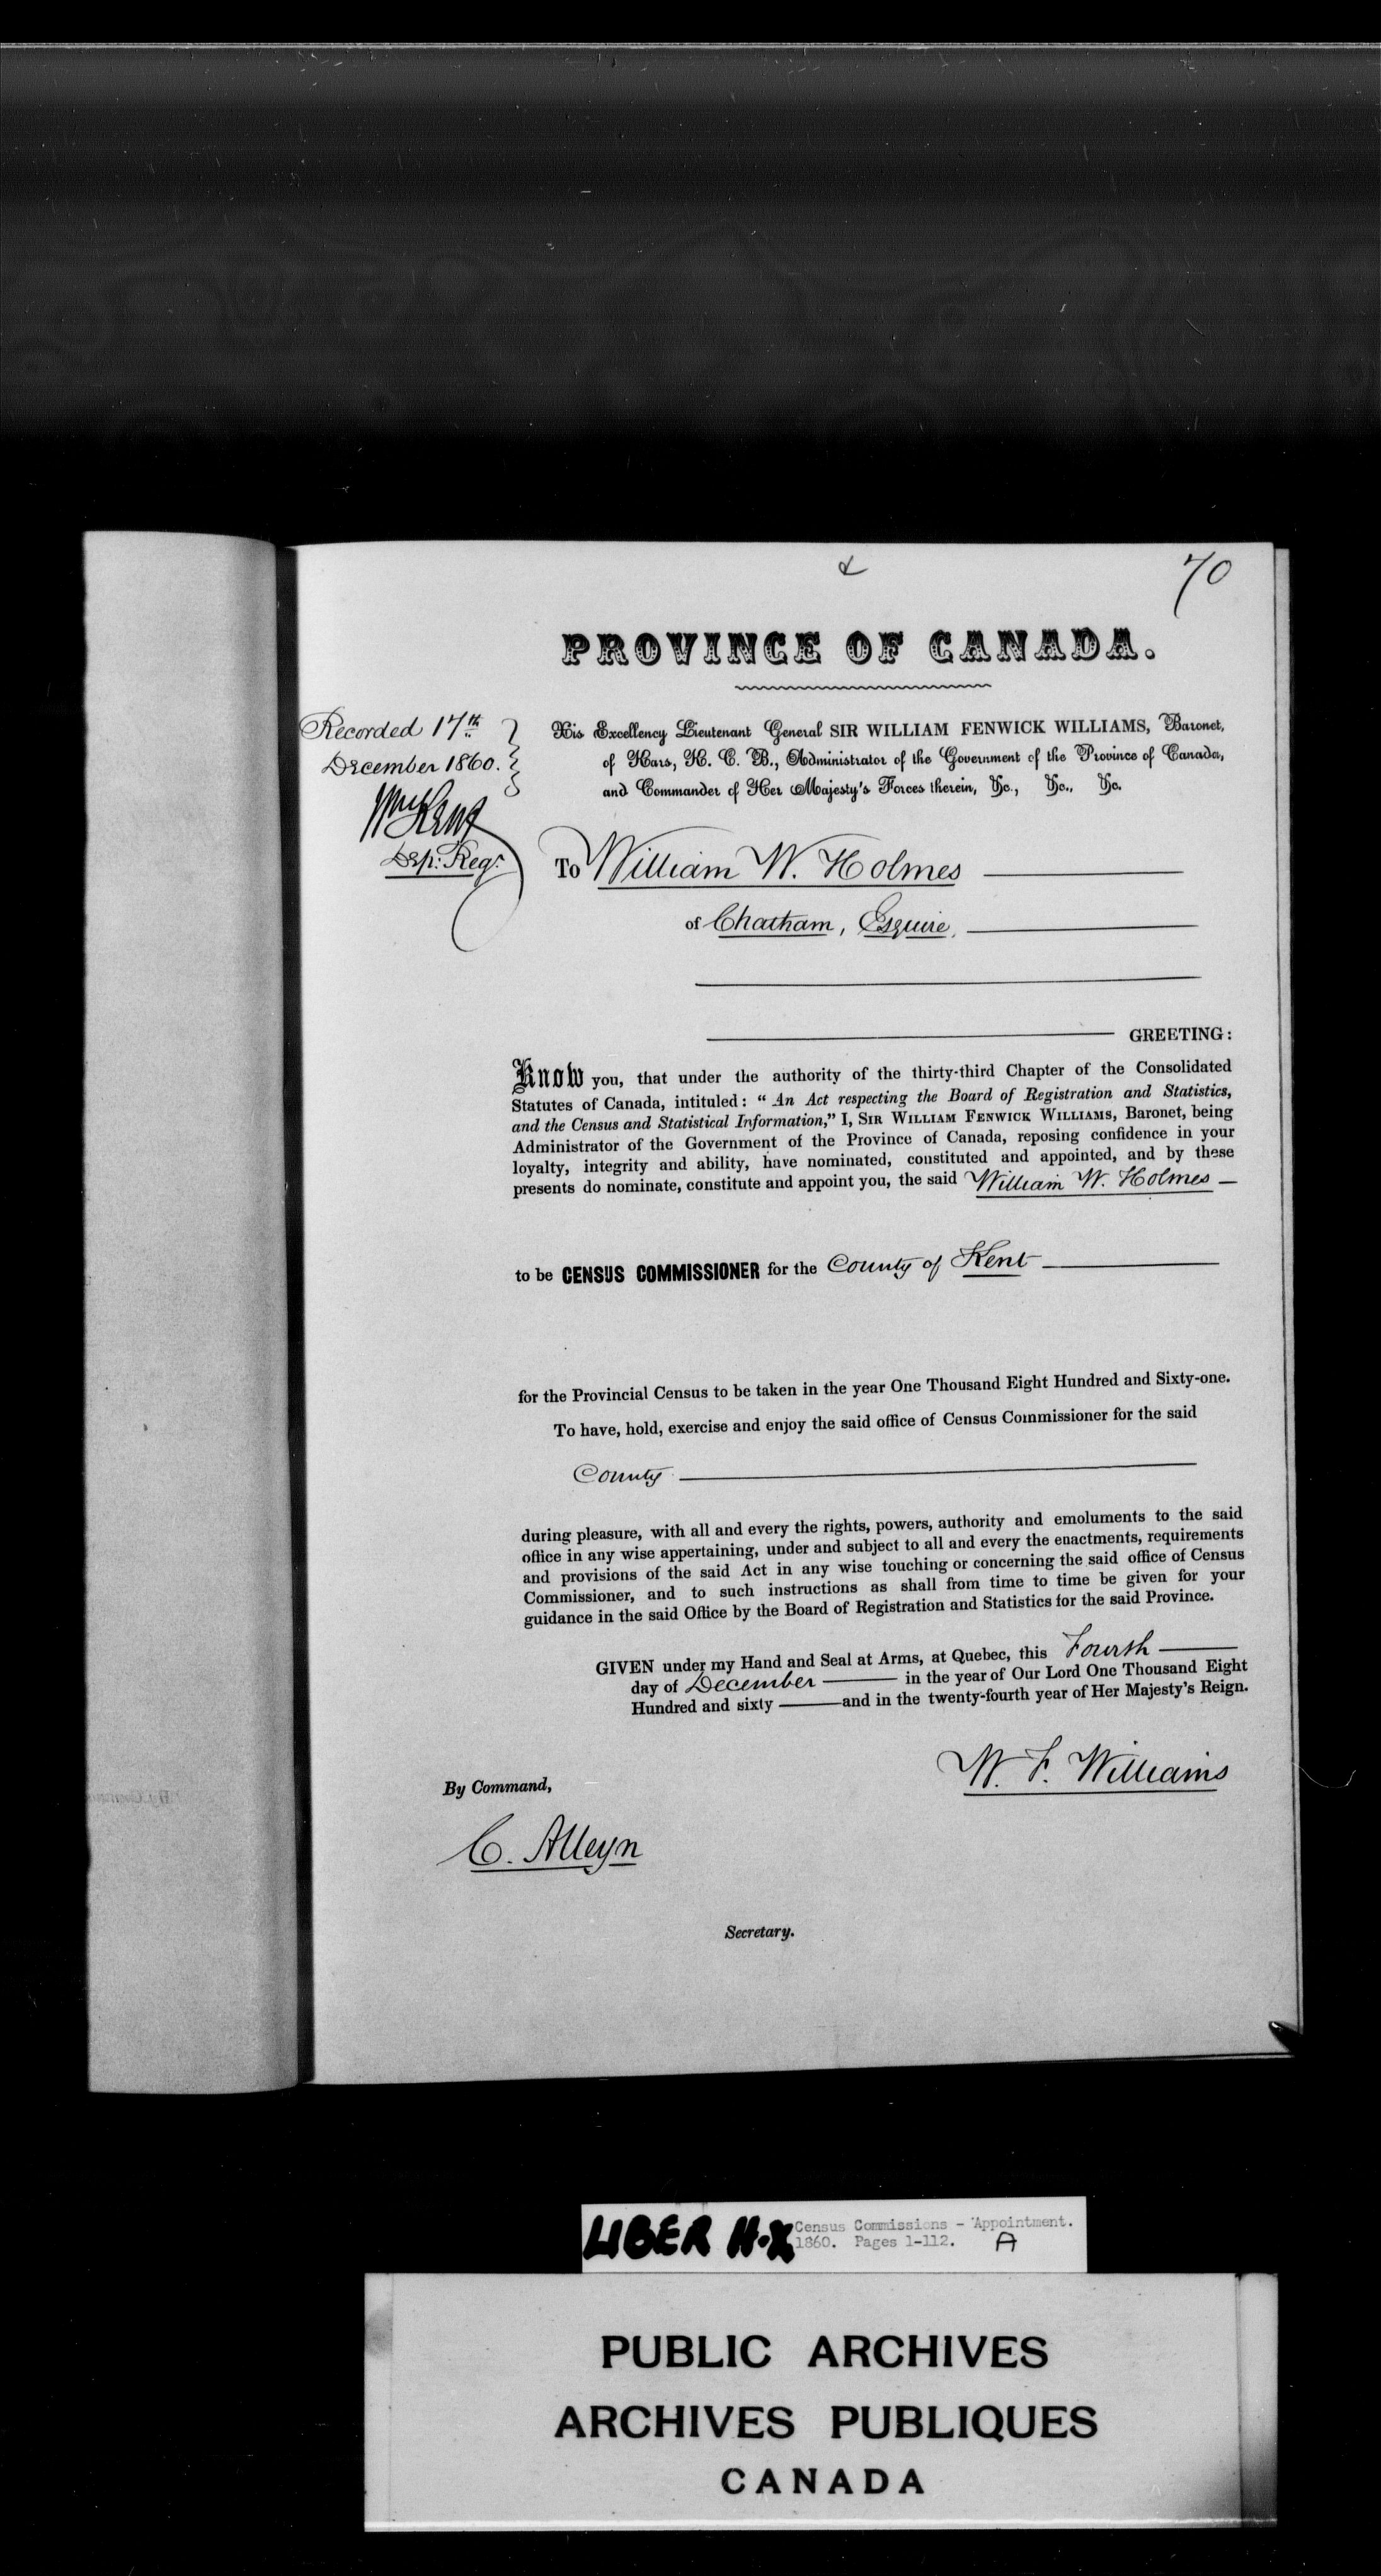 70
PROVINCE OF CANADA.
Recorded 17th
December 1860.
Wm Kent
Dep: Regr
His Excellency Lieutenant General SIR WILLIAM FENWICK WILLIAMS, Baronet,
of Kars, K. C. B., Administrator of the Government of the Province of Canada,
and Commander of Her Majesty's Forces therein, &c., &c., &c.
To William W. Holmes
of Chatham, Esquire,
GREETING:
Know you, that under the authority of the thirty-third Chapter of the Consolidated
Statutes of Canada, intituled: "An Act respecting the Board of Registration and Statistics,
and the Census and Statistical Information," I, SIR WILLIAM FENWICK WILLIAMS, Baronet, being
Administrator of the Government of the Province of Canada, reposing confidence in your
loyalty, integrity and ability, have nominated, constituted and appointed, and by these
presents do nominate, constitute and appoint you, the said William W. Holmes
to be CENSUS COMMISSIONER for the County of Kent
for the Provincial Census to be taken in the year One Thousand Eight Hundred and Sixty-one.
To have, hold, exercise and enjoy the said office of Census Commissioner for the said
County
during pleasure, with all and every the rights, powers, authority and emoluments to the said
office in any wise appertaining, under and subject to all and every the enactments, requirements
and provisions of the said Act in any wise touching or concerning the said office of Census
Commissioner, and to such instructions as shall from time to time be given for your
guidance in the said Office by the Board of Registration and Statistics for the said Province.
GIVEN under my Hand and Seal at Arms, at Quebec, this Fourth
day of December in the year of Our Lord One Thousand Eight
Hundred and sixty and in the twenty-fourth year of Her Majesty's Reign.
W. F. Williams
By Command,
C. Alleyn
Secretary.
LIBER H-X Census Commissions - Appointment.
1860. Pages 1-112. A
PUBLIC ARCHIVES
ARCHIVES PUBLIQUES
CANADA